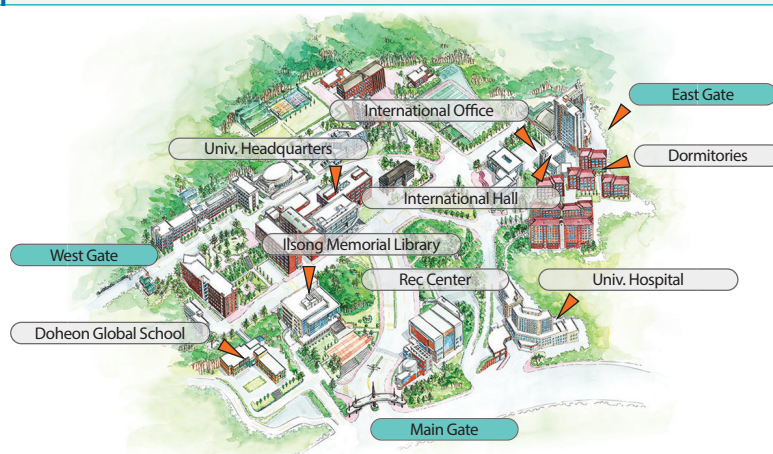 International Office
East Gate
Univ. Headquarters
Dormitories
International Hall
Ilsong Memorial Library
West Gate
Rec Center
Univ. Hospital
Doheon Global School
Main Gate